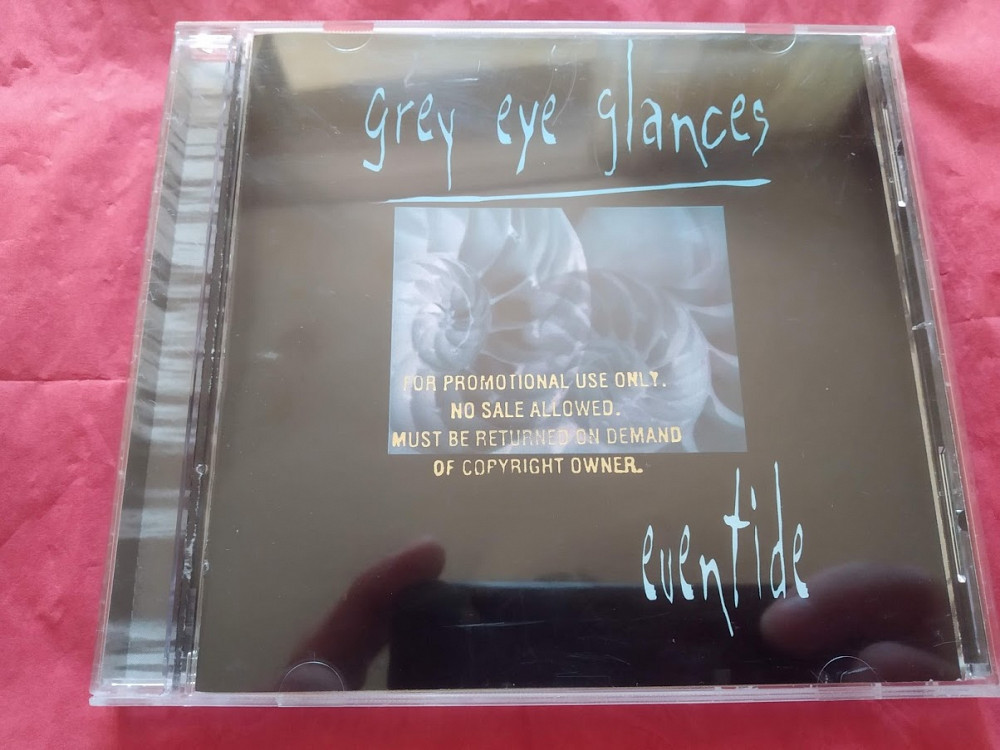 grey eye glances
FOR PROMOTIONAL USE ONLY.
NO SALE ALLOWED.
MUST BE RETURNED ON DEMAND
OF COPYRIGHT OWNER.
eventide